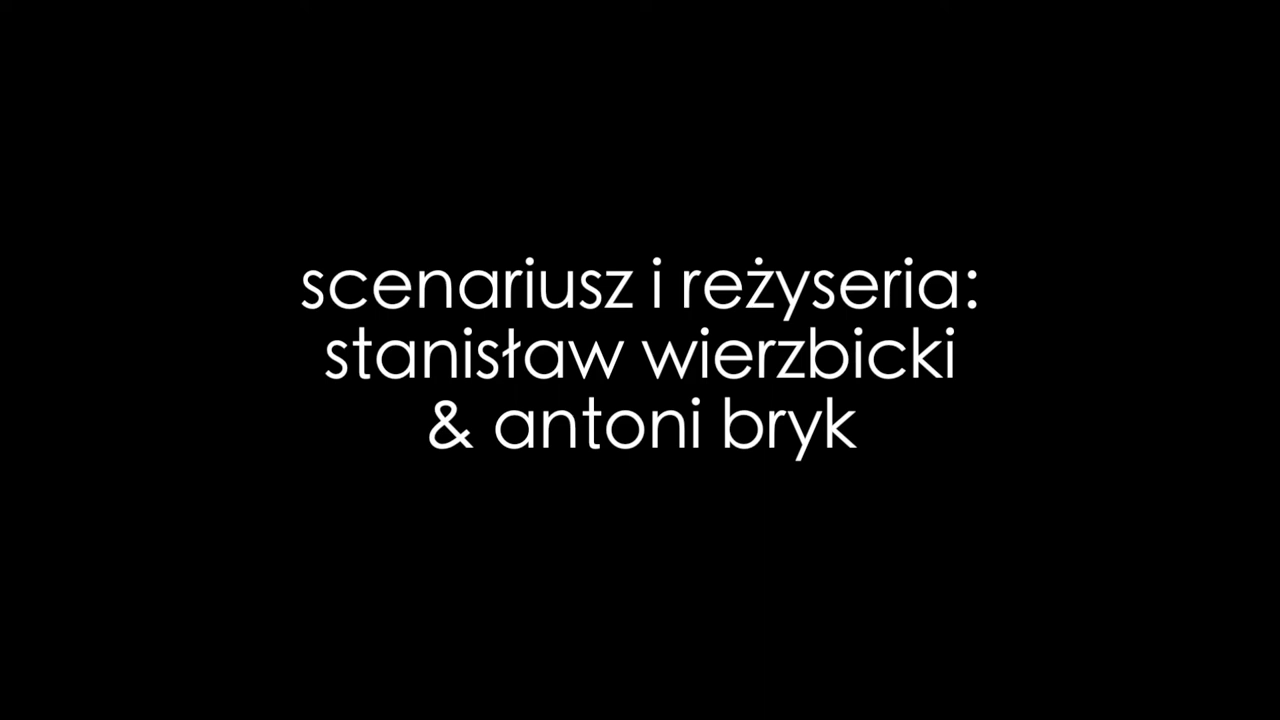 scenariusz i reżyseria:
stanisław wierzbicki
& antoni bryk